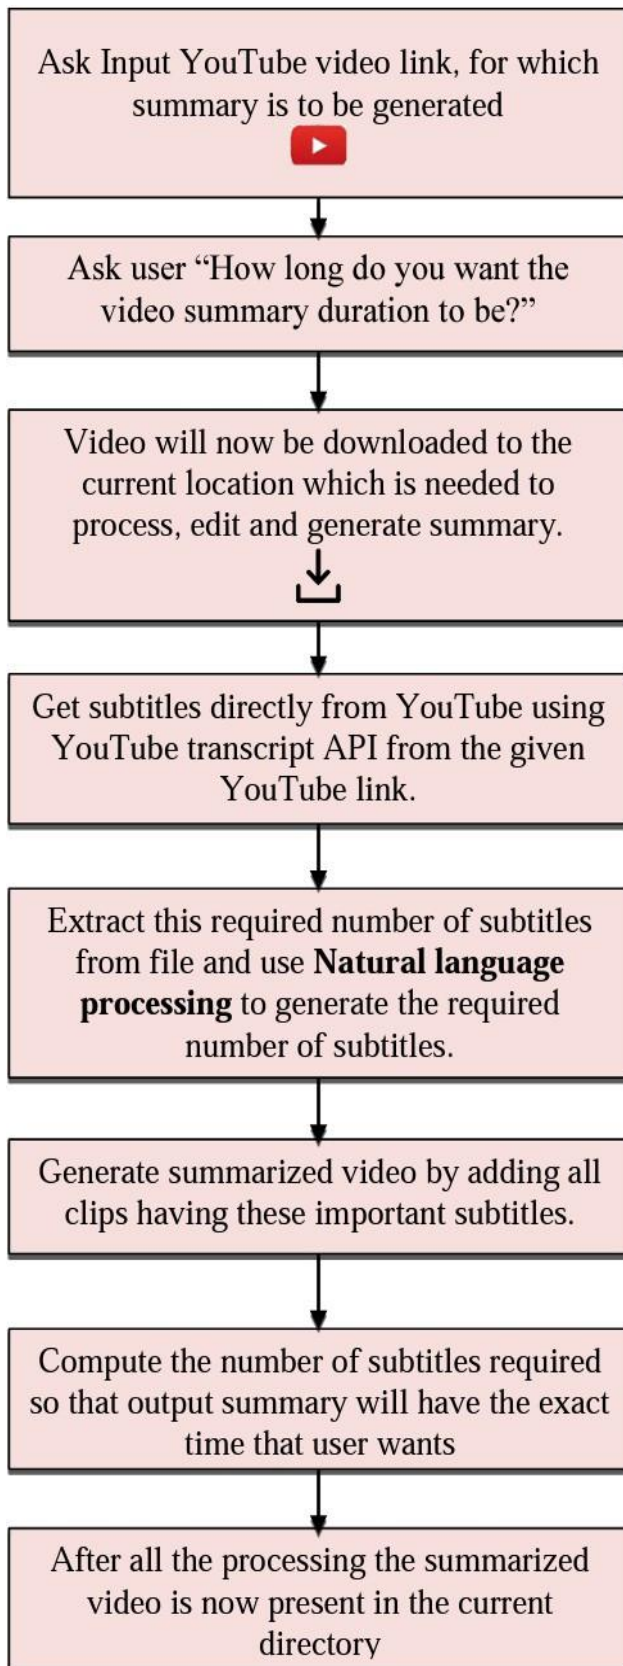 Ask Input YouTube video link, for which
summary is to be generated
Ask user “How long do you want the
video summary duration to be?”
Video will now be downloaded to the
current location which is needed to
process, edit and generate summary.
Get subtitles directly from YouTube using
YouTube transcript API from the given
YouTube link.
Extract this required number of subtitles
from file and use Natural language
processing to generate the required
number of subtitles.
Generate summarized video by adding all
clips having these important subtitles.
Compute the number of subtitles required
so that output summary will have the exact
time that user wants
After all the processing the summarized
video is now present in the current
directory